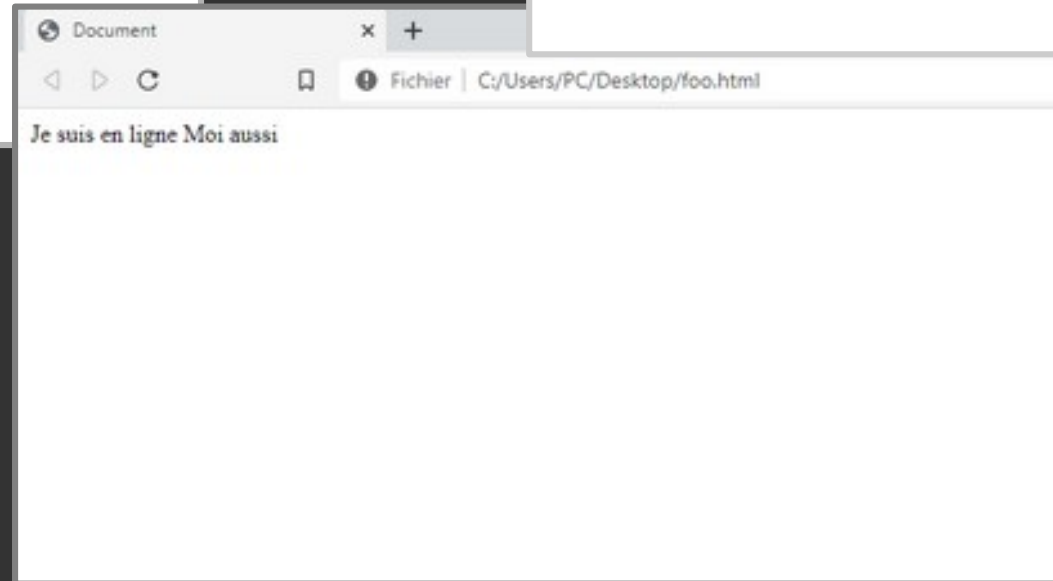 Document
Fichier | C:/Users/PC/Desktop/foo.html
Je suis en ligne Moi aussi